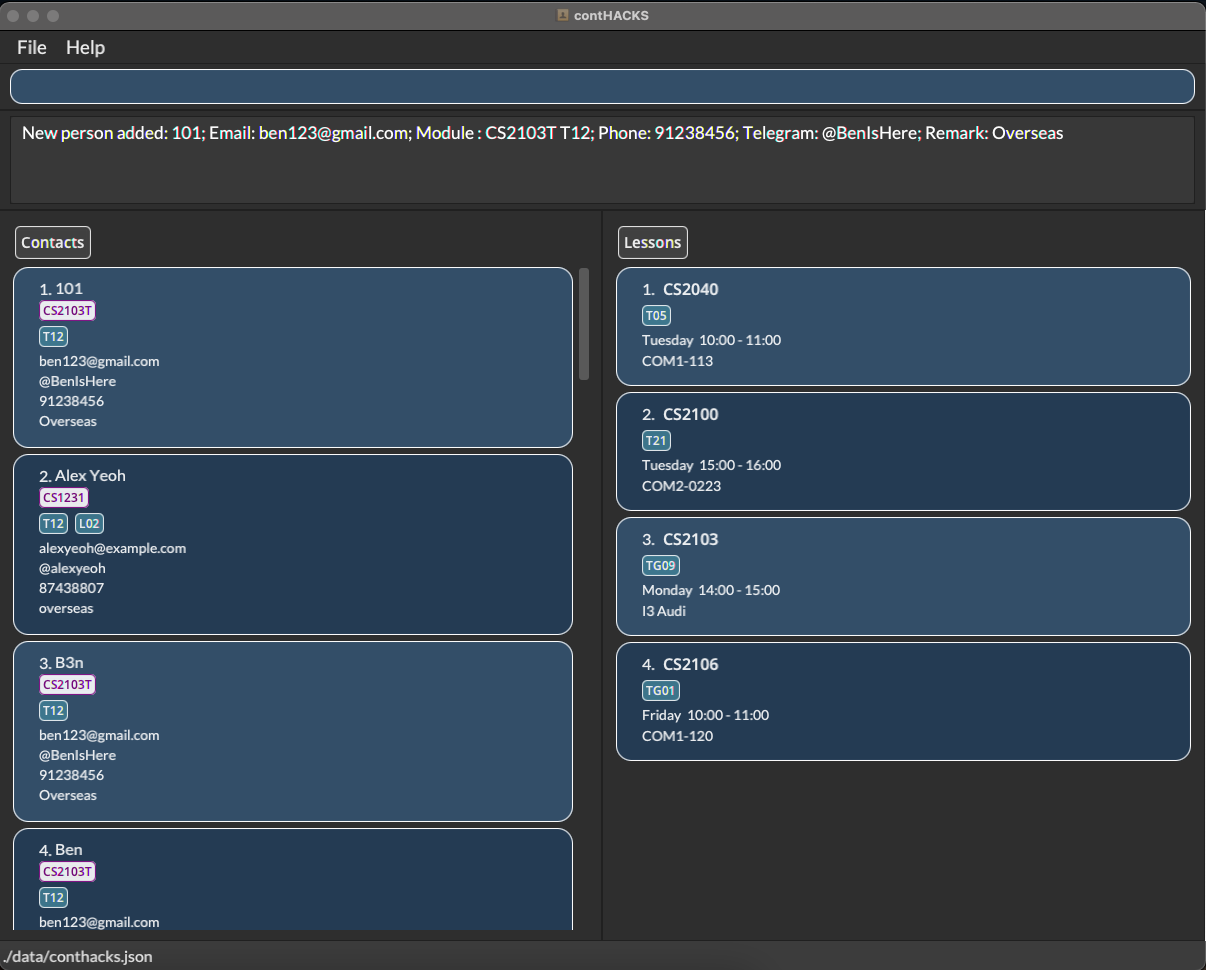 contHACKS
File Help
New person added: 101; Email: ben123@gmail.com; Module : CS2103T T12; Phone: 91238456; Telegram: @BenIsHere; Remark: Overseas
Contacts
1. 101
CS2103T
T12
ben123@gmail.com
@BenIsHere
91238456
Overseas
2. Alex Yeoh
CS1231
T12 L02
alexyeoh@example.com
@alexyeoh
87438807
overseas
3. B3n
CS2103T
T12
ben123@gmail.com
@BenIsHere
91238456
Overseas
4. Ben
CS2103T
T12
ben123@gmail.com
Lessons
1. CS2040
T05
Tuesday 10:00 - 11:00
COM1-113
2. CS2100
T21
Tuesday 15:00 - 16:00
COM2-0223
3. CS2103
TG09
Monday 14:00 - 15:00
I3 Audi
4. CS2106
TG01
Friday 10:00 - 11:00
COM1-120
./data/conthacks.json